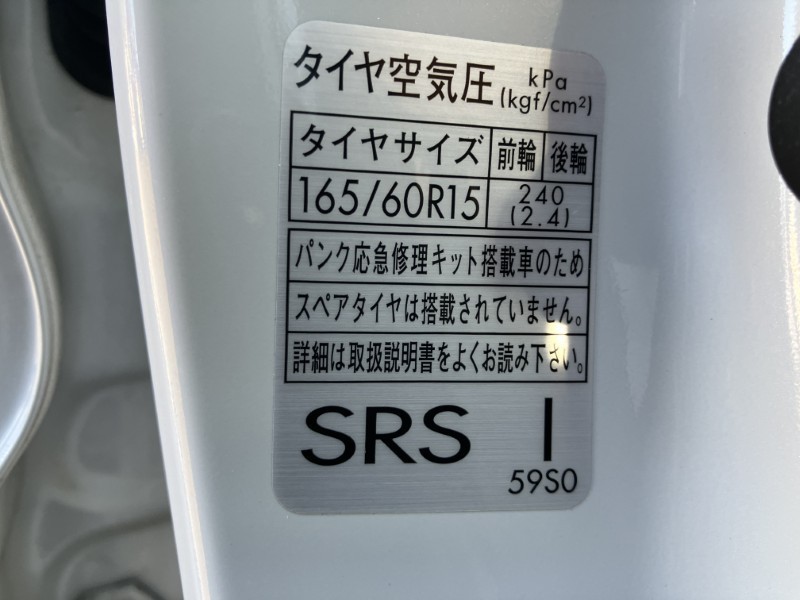 タイヤ空気圧 kPa (kgf/cm²)
タイヤサイズ 前輪 後輪
165/60R15 240 (2.4)
パンク応急修理キット搭載車のため
スペアタイヤは搭載されていません。
詳細は取扱説明書をよくお読み下さい。
SRS I
59S0